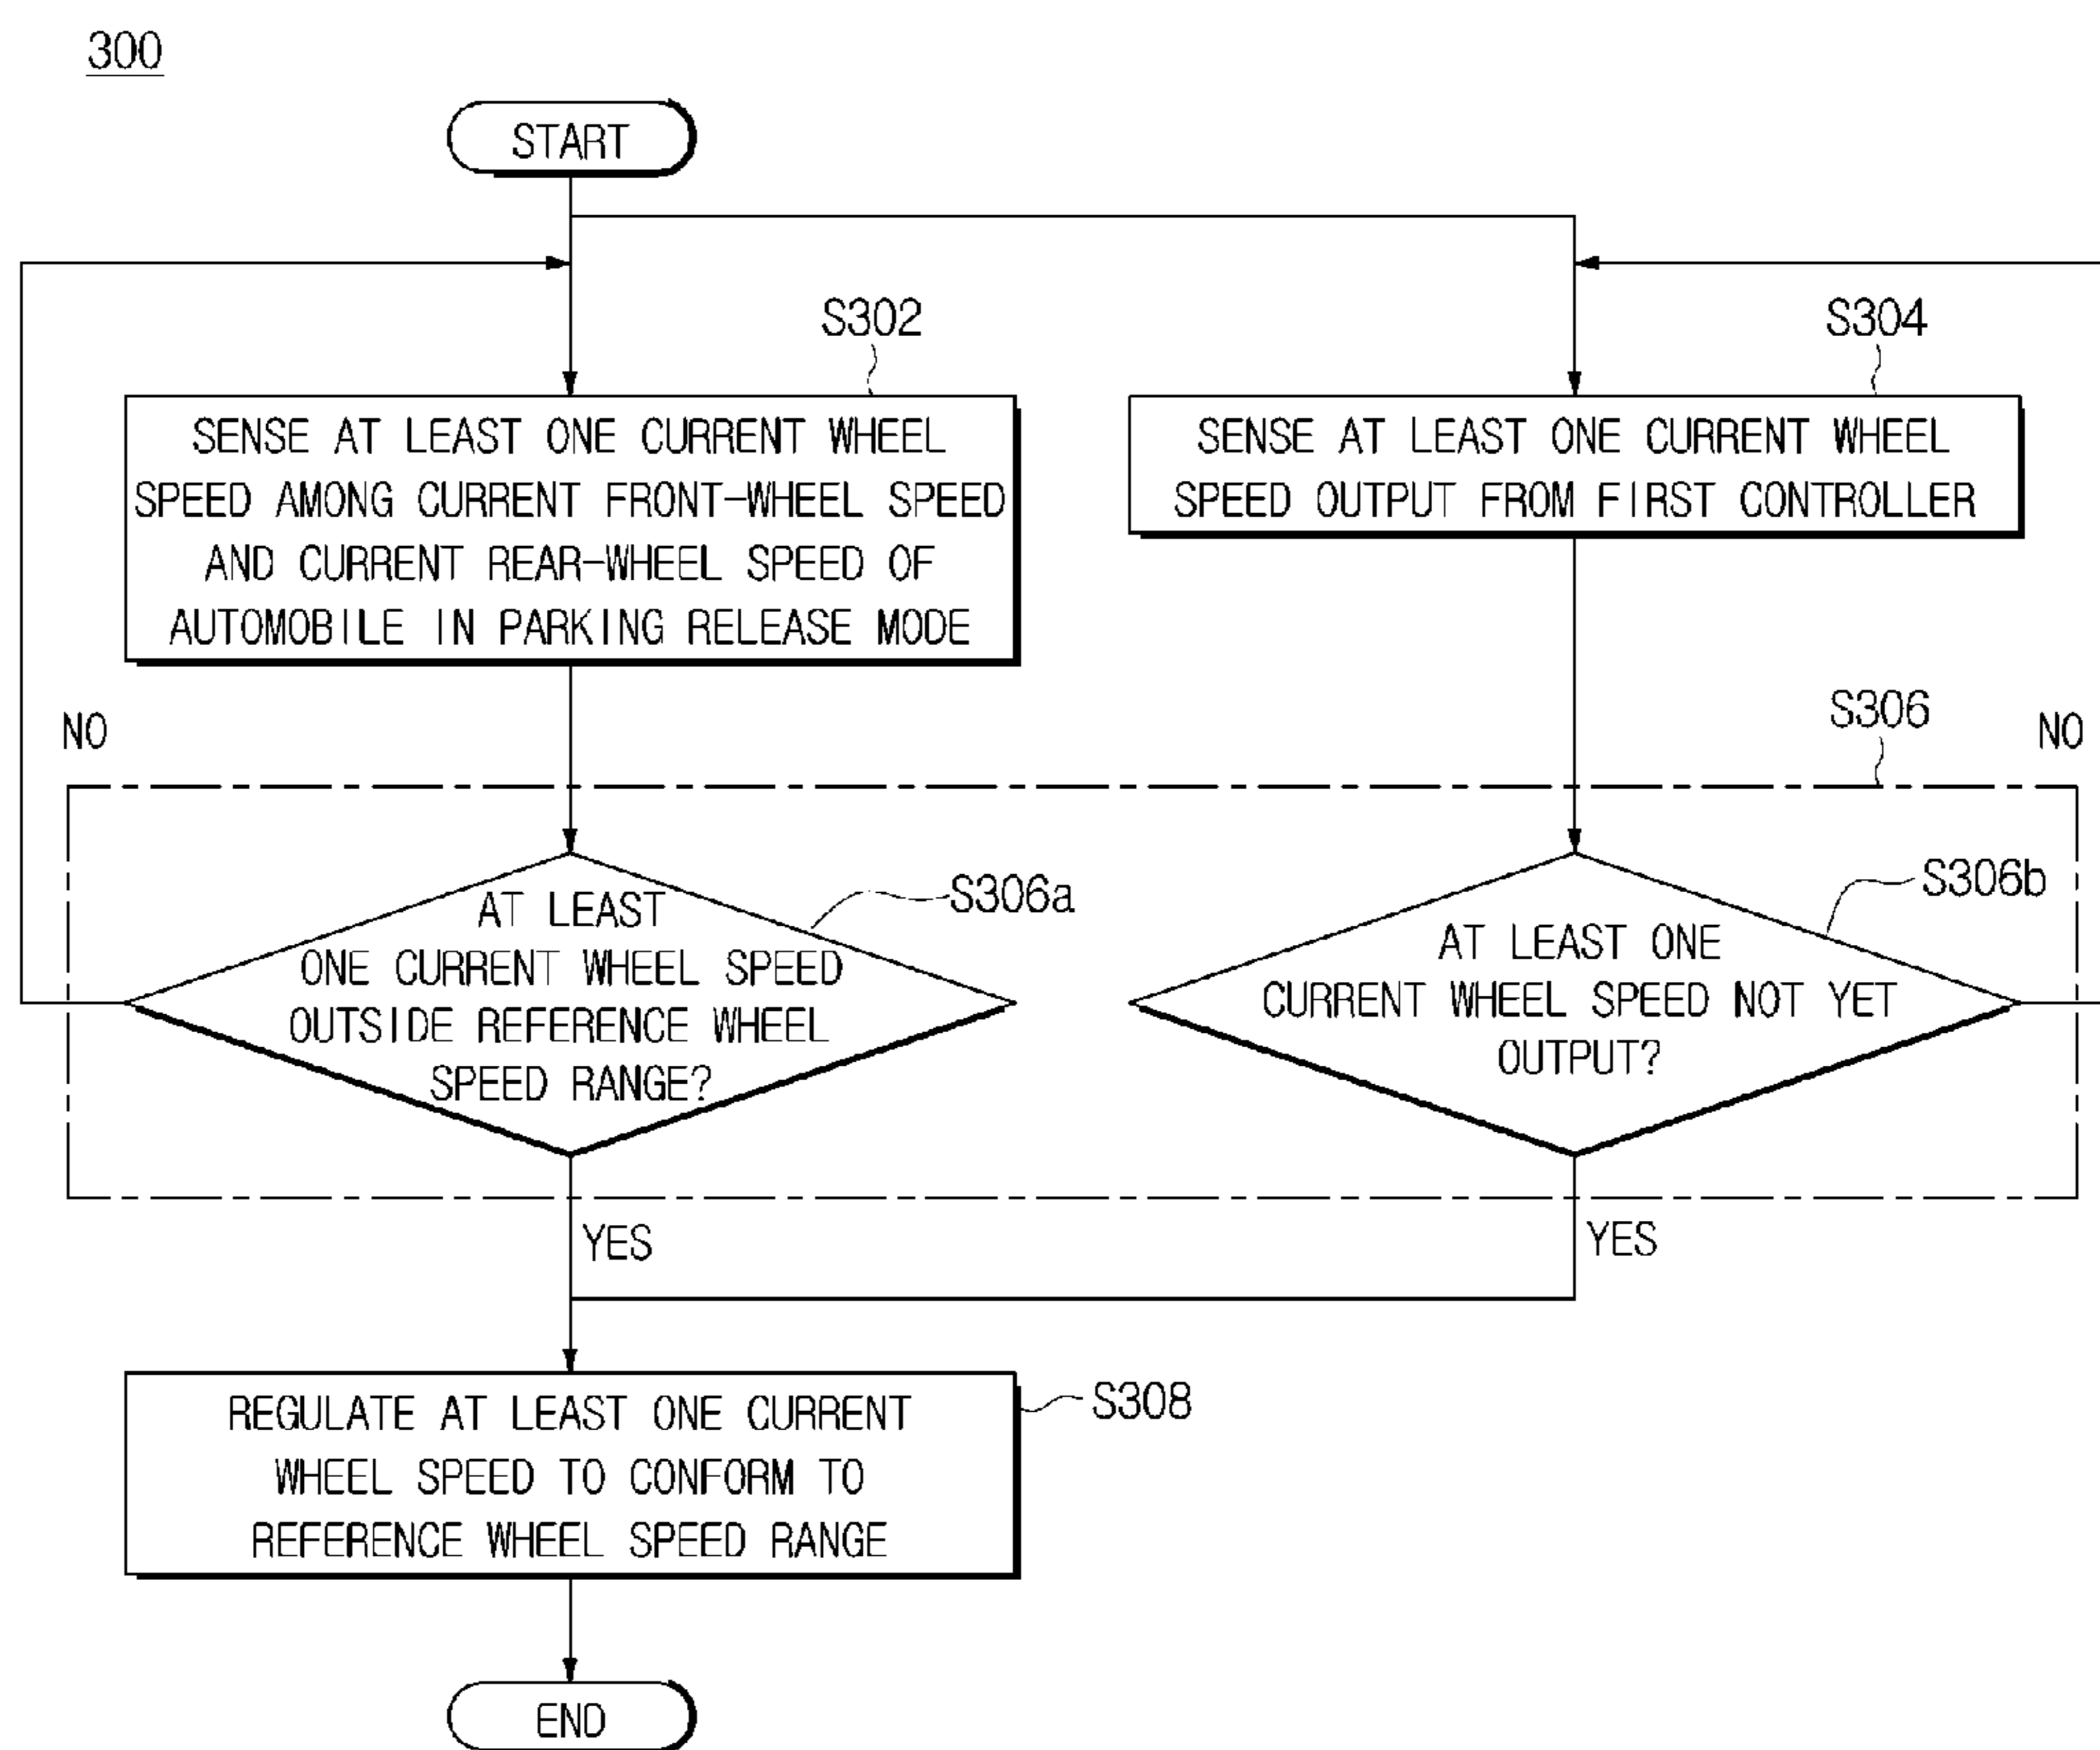 300
START
S302
SENSE AT LEAST ONE CURRENT WHEEL
SPEED AMONG CURRENT FRONT-WHEEL SPEED
AND CURRENT REAR-WHEEL SPEED OF
AUTOMOBILE IN PARKING RELEASE MODE
S304
SENSE AT LEAST ONE CURRENT WHEEL
SPEED OUTPUT FROM FIRST CONTROLLER
NO
S306
NO
S306a
AT LEAST
ONE CURRENT WHEEL SPEED
OUTSIDE REFERENCE WHEEL
SPEED RANGE?
S306b
AT LEAST ONE
CURRENT WHEEL SPEED NOT YET
OUTPUT?
YES
YES
REGULATE AT LEAST ONE CURRENT
WHEEL SPEED TO CONFORM TO
REFERENCE WHEEL SPEED RANGE
S308
END